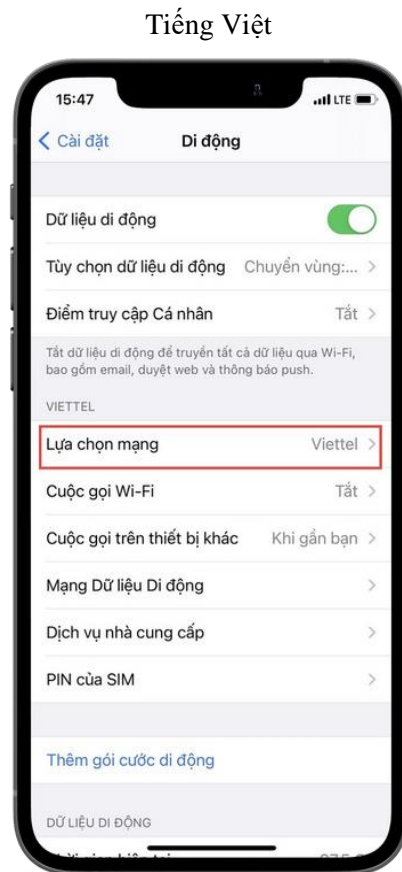 Tiếng Việt
15:47
LTE
Cài đặt
Di động
Dữ liệu di động
Tùy chọn dữ liệu di động Chuyển vùng:...
Điểm truy cập Cá nhân Tắt
Tắt dữ liệu di động để truyền tất cả dữ liệu qua Wi-Fi,
bao gồm email, duyệt web và thông báo push.
VIETTEL
Lựa chọn mạng Viettel
Cuộc gọi Wi-Fi Tắt
Cuộc gọi trên thiết bị khác Khi gần bạn
Mạng Dữ liệu Di động
Dịch vụ nhà cung cấp
PIN của SIM
Thêm gói cước di động
DỮ LIỆU DI ĐỘNG